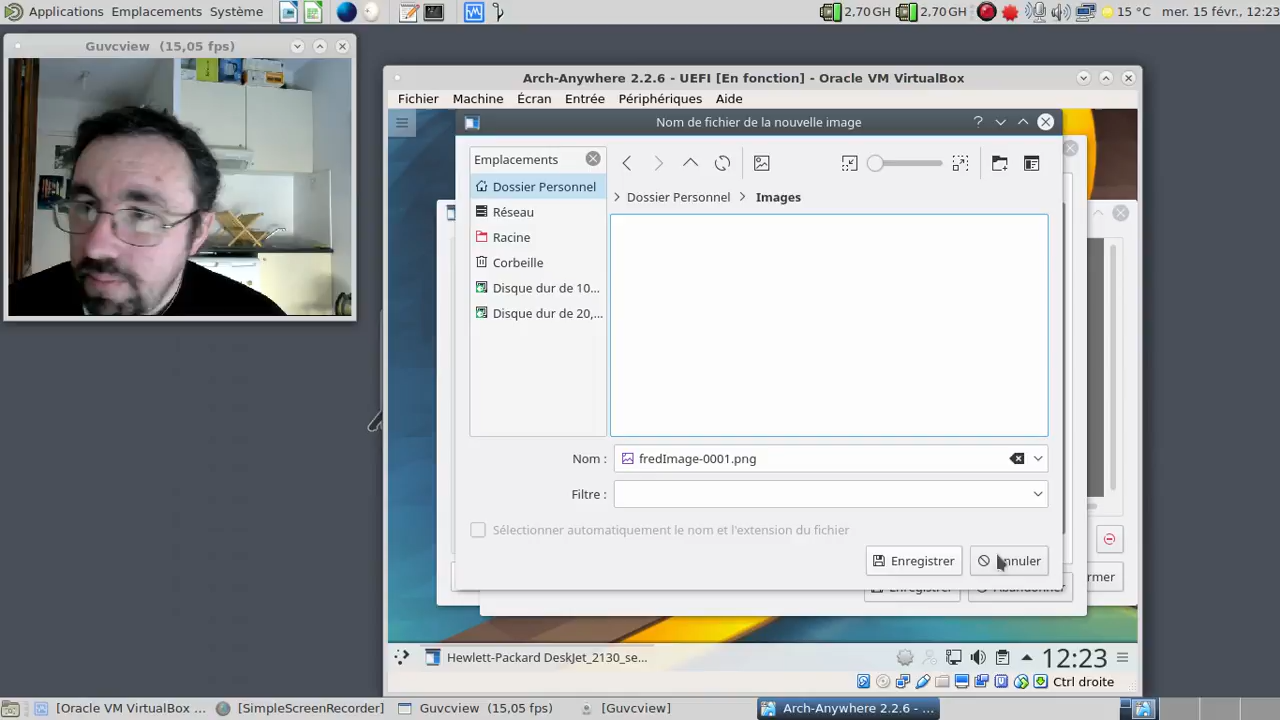 Applications Emplacements Système
2,70 GH 2,70 GH 15 °C mer. 15 févr., 12:23
Guvcview (15,05 fps)
Arch-Anywhere 2.2.6 - UEFI [En fonction] - Oracle VM VirtualBox
Fichier Machine Écran Entrée Périphériques Aide
Nom de fichier de la nouvelle image
Emplacements
Dossier Personnel
Réseau
Racine
Corbeille
Disque dur de 10...
Disque dur de 20,...
Dossier Personnel Images
Nom : fredImage-0001.png
Filtre :
Sélectionner automatiquement le nom et l'extension du fichier
Enregistrer Annuler
Hewlett-Packard DeskJet_2130_se...
12:23
Ctrl droite
[Oracle VM VirtualBox ... [SimpleScreenRecorder] Guvcview (15,05 fps) [Guvcview] Arch-Anywhere 2.2.6 - ...